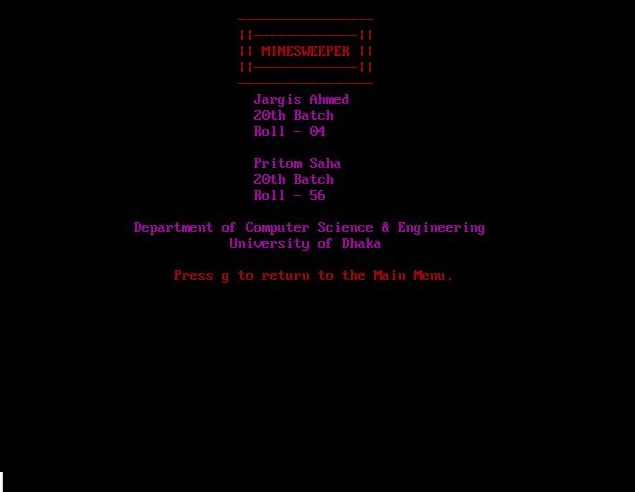 -----------------
||-------------||
|| MINESWEEPER ||
||-------------||
-----------------
Jargis Ahmed
20th Batch
Roll - 04
Pritom Saha
20th Batch
Roll - 56
Department of Computer Science & Engineering
University of Dhaka
Press g to return to the Main Menu.